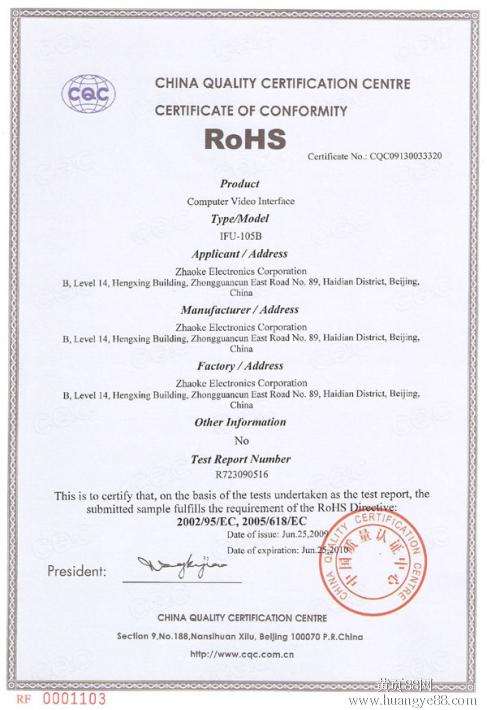 CQC
CHINA QUALITY CERTIFICATION CENTRE
CERTIFICATE OF CONFORMITY
RoHS
Certificate No.: CQC09130033320
Product
Computer Video Interface
Type/Model
IFU-105B
Applicant / Address
Zhaoke Electronics Corporation
B, Level 14, Hengxing Building, Zhongguancun East Road No. 89, Haidian District, Beijing,
China
Manufacturer / Address
Zhaoke Electronics Corporation
B, Level 14, Hengxing Building, Zhongguancun East Road No. 89, Haidian District, Beijing,
China
Factory / Address
Zhaoke Electronics Corporation
B, Level 14, Hengxing Building, Zhongguancun East Road No. 89, Haidian District, Beijing,
China
Other Information
No
Test Report Number
R723090516
This is to certify that, on the basis of the tests undertaken as the test report, the
submitted sample fulfills the requirement of the RoHS Directive:
2002/95/EC, 2005/618/EC
Date of issue: Jun.25,2009
Date of expiration: Jun.25,2010
CHINA QUALITY CERTIFICATION CENTRE
中国质量认证中心
President:
CHINA QUALITY CERTIFICATION CENTRE
Section 9,No.188,Nansihuan Xilu, Beijing 100070 P.R.China
http://www.cqc.com.cn
RF 0001103
黄页88网
www.huangye88.com